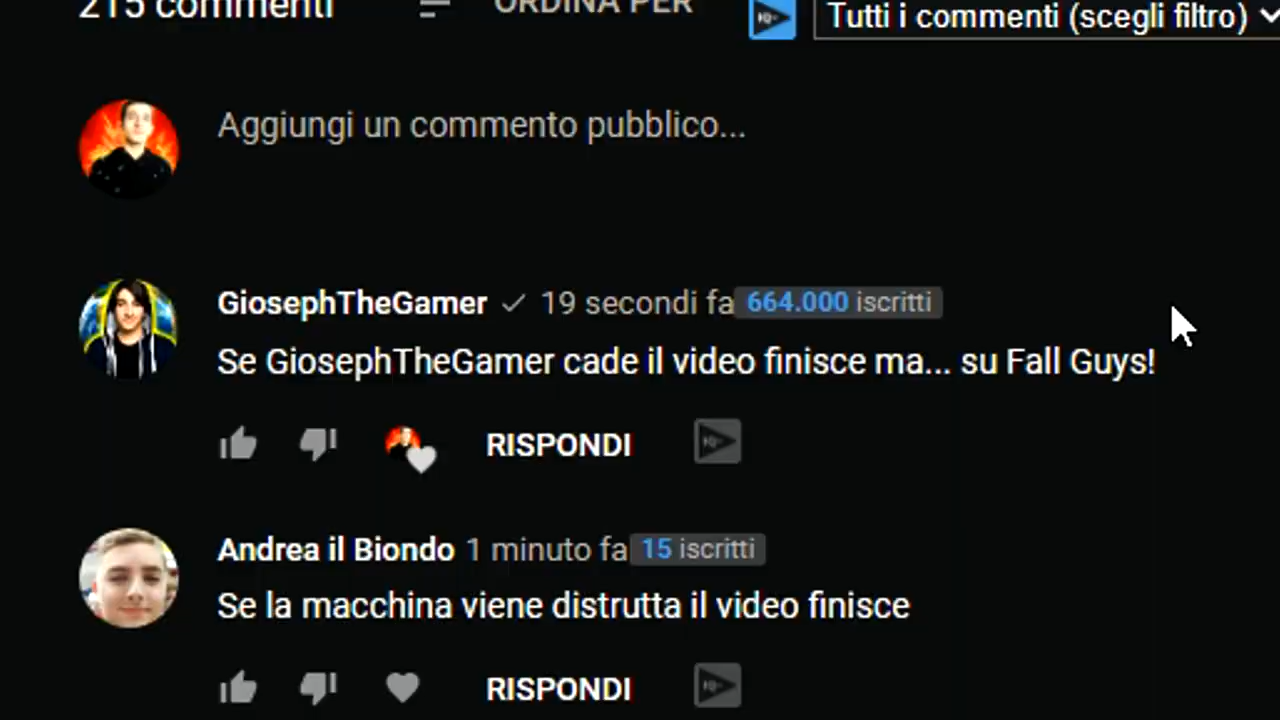 215 commenti ORDINA PER Tutti i commenti (scegli filtro)
Aggiungi un commento pubblico...
GiosephTheGamer 19 secondi fa 664.000 iscritti
Se GiosephTheGamer cade il video finisce ma... su Fall Guys!
RISPONDI
Andrea il Biondo 1 minuto fa 15 iscritti
Se la macchina viene distrutta il video finisce
RISPONDI